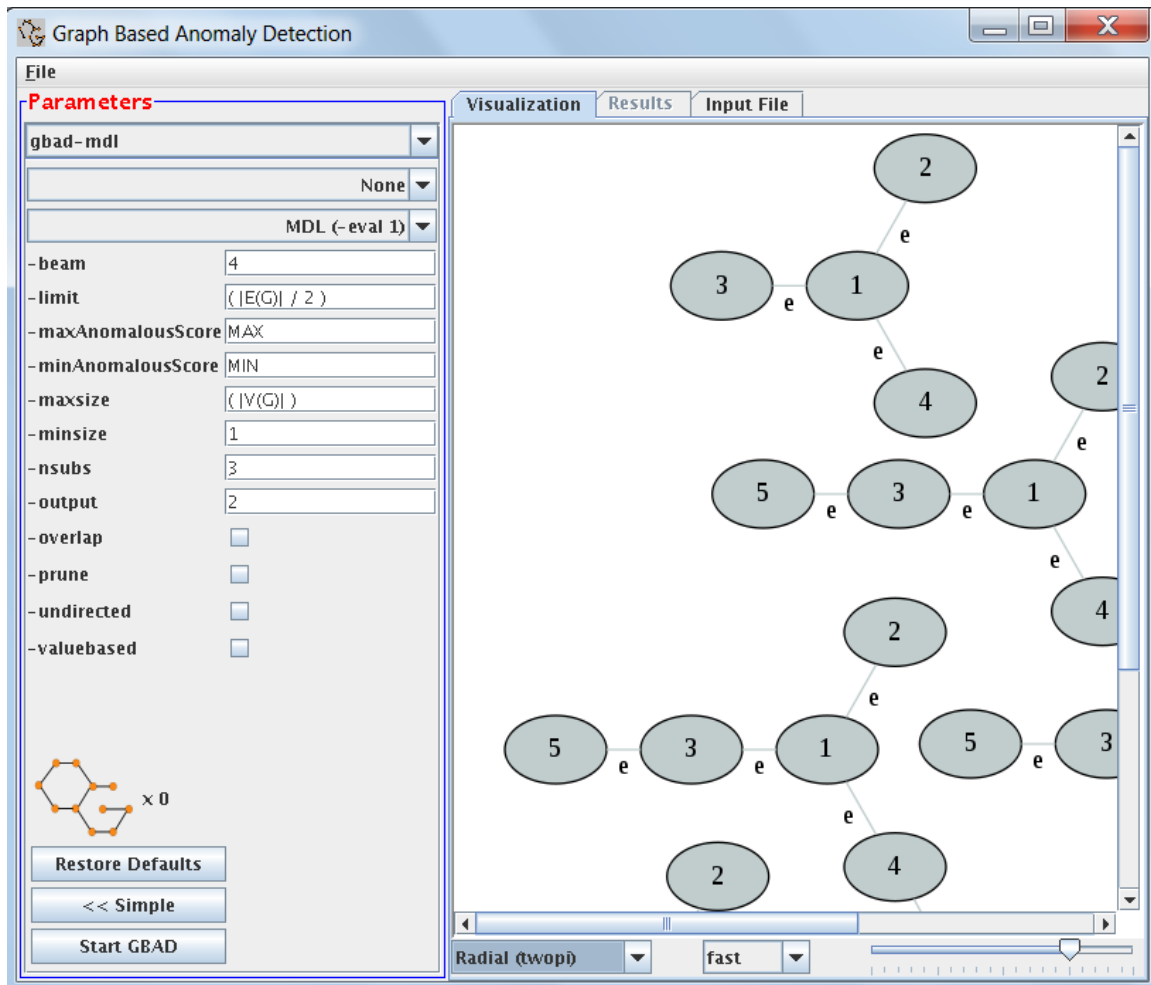 Graph Based Anomaly Detection
File
Parameters
gbad-mdl
None
MDL (-eval 1)
-beam 4
-limit ( |E(G)| / 2 )
-maxAnomalousScore MAX
-minAnomalousScore MIN
-maxsize ( |V(G)| )
-minsize 1
-nsubs 3
-output 2
-overlap
-prune
-undirected
-valuebased
x 0
Restore Defaults
<< Simple
Start GBAD
Visualization Results Input File
2
e
3 e 1
e
4
2
e
5 e 3 e 1
e
4
2
e
5 e 3 e 1
e
4
5 e 3
2
Radial (twopi) fast